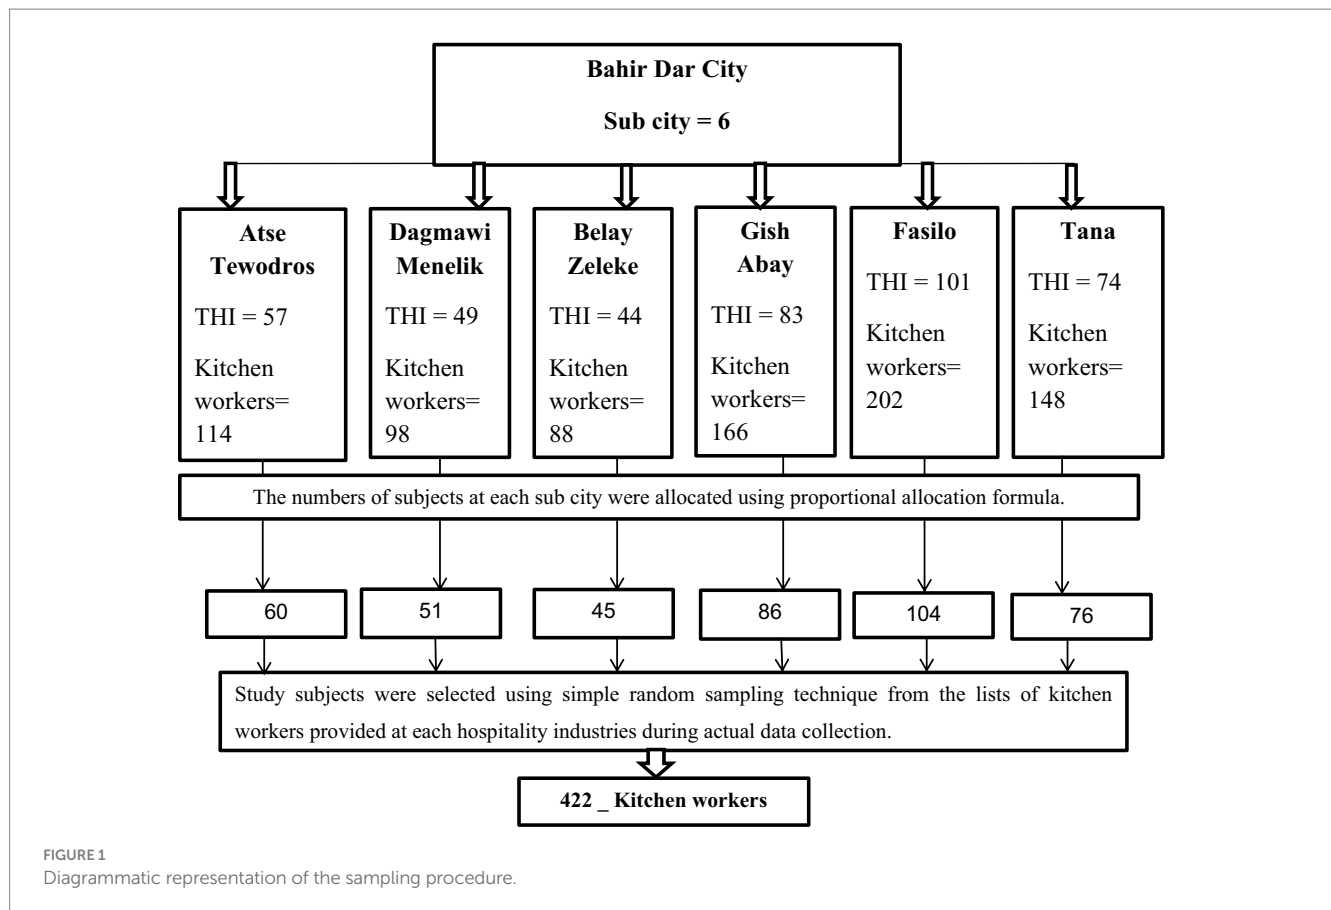 Bahir Dar City
Sub city = 6
Atse
Tewodros
THI = 57
Kitchen
workers=
114
Dagmawi
Menelik
THI = 49
Kitchen
workers=
98
Belay
Zeleke
THI = 44
Kitchen
workers=
88
Gish
Abay
THI = 83
Kitchen
workers=
166
Fasilo
THI = 101
Kitchen
workers=
202
Tana
THI = 74
Kitchen
workers=
148
The numbers of subjects at each sub city were allocated using proportional allocation formula.
60
51
45
86
104
76
Study subjects were selected using simple random sampling technique from the lists of kitchen
workers provided at each hospitality industries during actual data collection.
422 _ Kitchen workers
FIGURE 1
Diagrammatic representation of the sampling procedure.